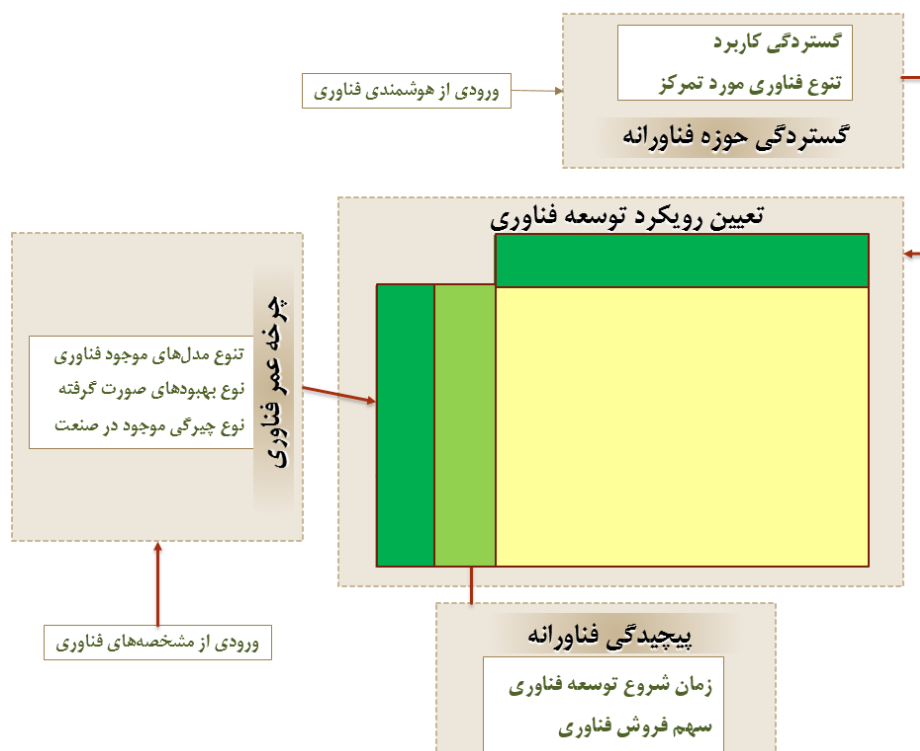 گستردگی کاربرد
تنوع فناوری مورد تمرکز
گستردگی حوزه فناورانه
ورودی از هوشمندی فناوری
تعیین رویکرد توسعه فناوری
چرخه عمر فناوری
تنوع مدل‌های موجود فناوری
نوع بهبودهای صورت گرفته
نوع چیرگی موجود در صنعت
ورودی از مشخصه‌های فناوری
پیچیدگی فناورانه
زمان شروع توسعه فناوری
سهم فروش فناوری